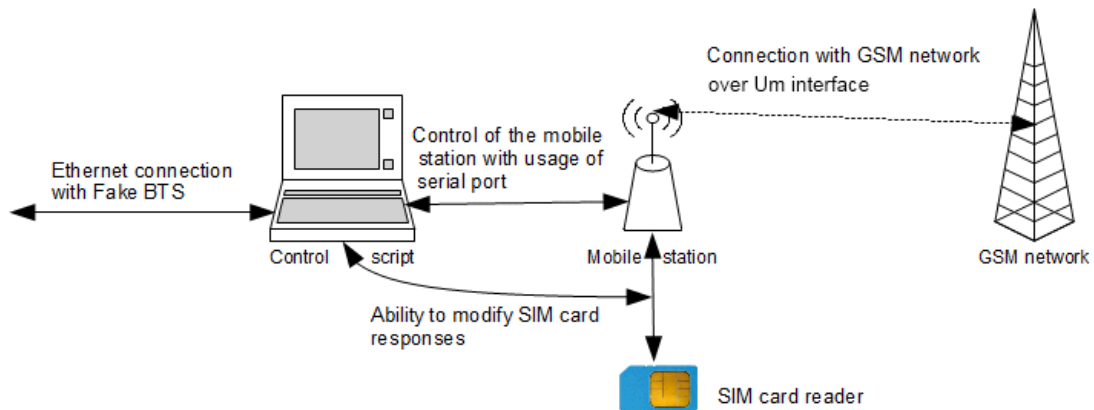 Connection with GSM network
over Um interface
Control of the mobile
station with usage of
serial port
Ethernet connection
with Fake BTS
Control script
Mobile station
GSM network
Ability to modify SIM card
responses
SIM card reader